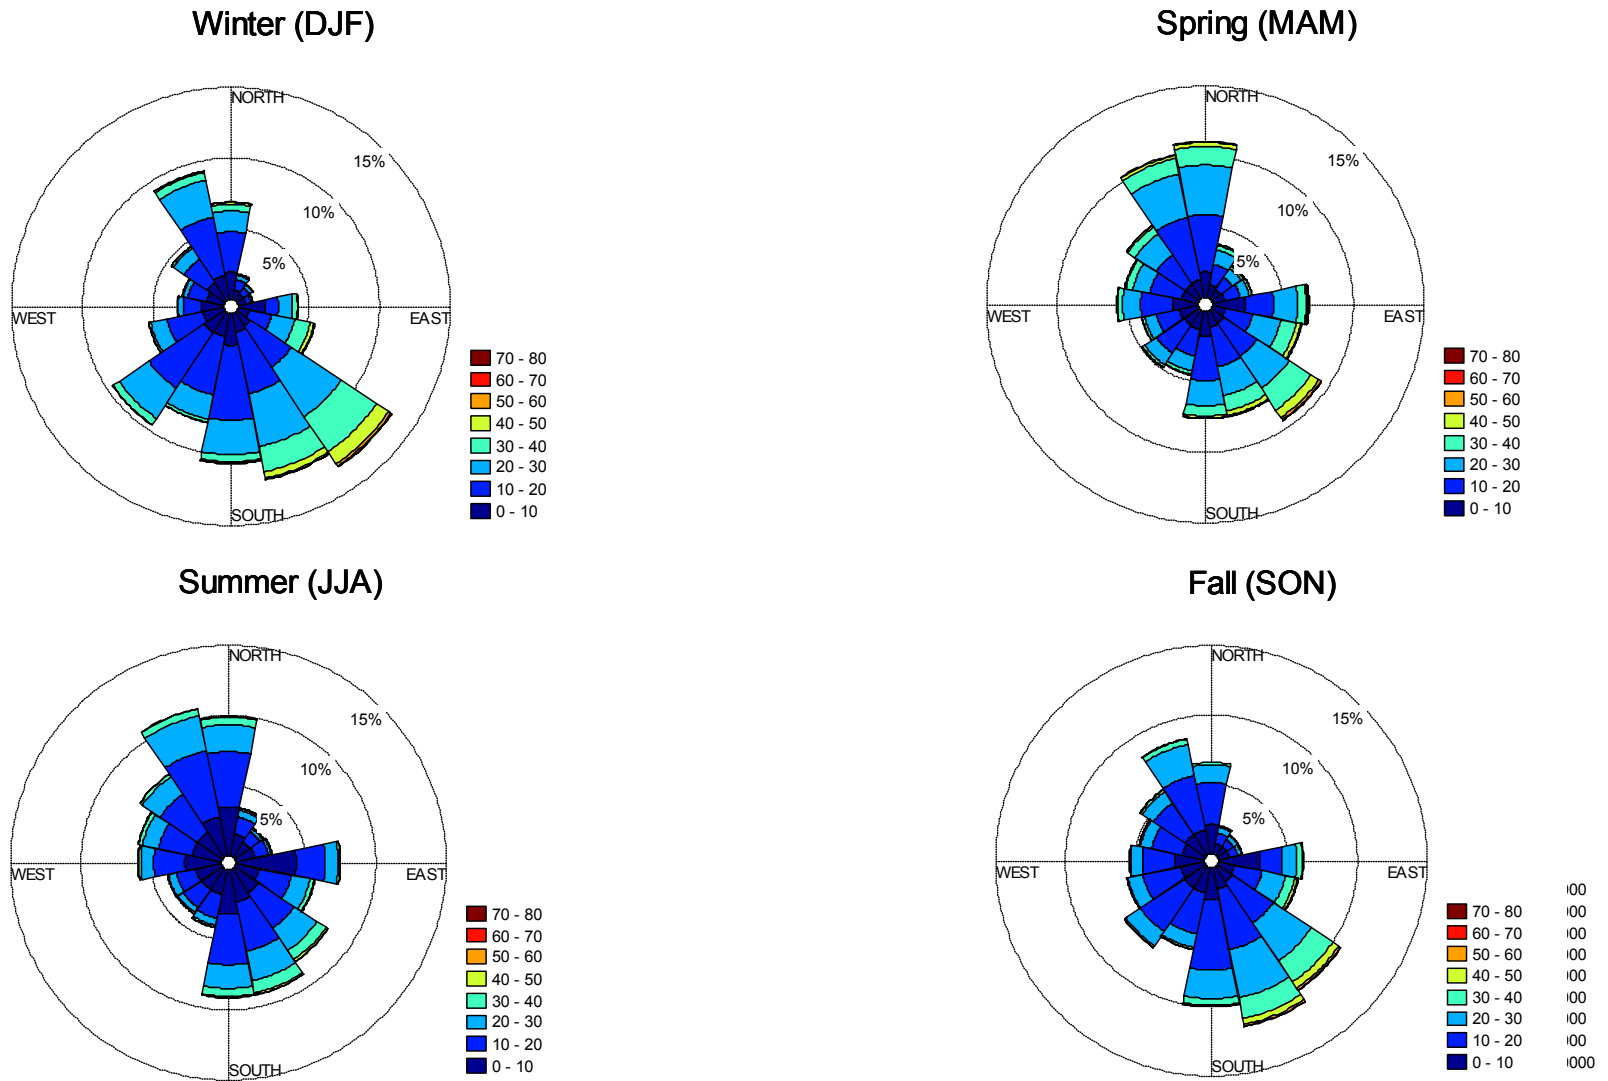 Winter (DJF)
NORTH
15%
10%
5%
WEST
EAST
SOUTH
70 - 80
60 - 70
50 - 60
40 - 50
30 - 40
20 - 30
10 - 20
0 - 10
Spring (MAM)
NORTH
15%
10%
5%
WEST
EAST
SOUTH
70 - 80
60 - 70
50 - 60
40 - 50
30 - 40
20 - 30
10 - 20
0 - 10
Summer (JJA)
NORTH
15%
10%
5%
WEST
EAST
SOUTH
70 - 80
60 - 70
50 - 60
40 - 50
30 - 40
20 - 30
10 - 20
0 - 10
Fall (SON)
NORTH
15%
10%
5%
WEST
EAST
SOUTH
70 - 80
60 - 70
50 - 60
40 - 50
30 - 40
20 - 30
10 - 20
0 - 10